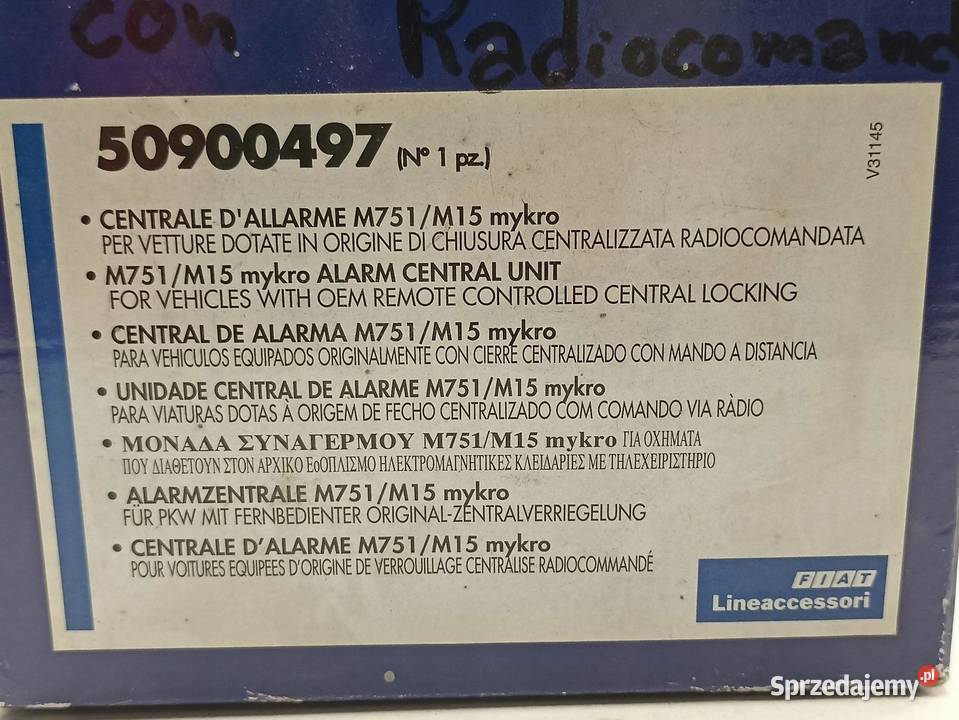 con Radiocomand
50900497 (N° 1 pz.)
V31145
• CENTRALE D'ALLARME M751/M15 mykro
PER VETTURE DOTATE IN ORIGINE DI CHIUSURA CENTRALIZZATA RADIOCOMANDATA
• M751/M15 mykro ALARM CENTRAL UNIT
FOR VEHICLES WITH OEM REMOTE CONTROLLED CENTRAL LOCKING
• CENTRAL DE ALARMA M751/M15 mykro
PARA VEHICULOS EQUIPADOS ORIGINALMENTE CON CIERRE CENTRALIZADO CON MANDO A DISTANCIA
• UNIDADE CENTRAL DE ALARME M751/M15 mykro
PARA VIATURAS DOTAS À ORIGEM DE FECHO CENTRALIZADO COM COMANDO VIA RÀDIO
• ΜΟΝΑΔΑ ΣΥΝΑΓΕΡΜΟΥ M751/M15 mykro ΓΙΑ ΟΧΗΜΑΤΑ
ΠΟΥ ΔΙΑΘΕΤΟΥΝ ΣΤΟΝ ΑΡΧΙΚΟ ΕοΟΠΛΙΣΜΟ ΗΛΕΚΤΡΟΜΑΓΝΗΤΙΚΕΣ ΚΛΕΙΔΑΡΙΕΣ ΜΕ ΤΗΛΕΧΕΙΡΙΣΤΗΡΙΟ
• ALARMZENTRALE M751/M15 mykro
FÜR PKW MIT FERNBEDIENTER ORIGINAL-ZENTRALVERRIEGELUNG
• CENTRALE D'ALARME M751/M15 mykro
POUR VOITURES EQUIPEES D'ORIGINE DE VERROUILLAGE CENTRALISE RADIOCOMMANDÉ
FIAT
Lineaccessori
Sprzedajemy.pl